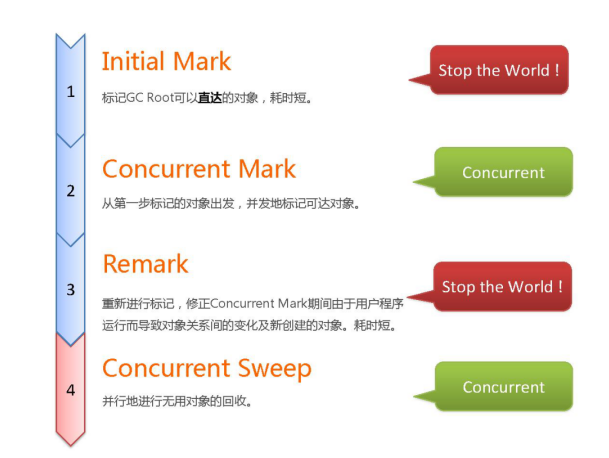 1
Initial Mark
Stop the World !
标记GC Root可以直达的对象，耗时短。
2
Concurrent Mark
Concurrent
从第一步标记的对象出发，并发地标记可达对象。
3
Remark
Stop the World !
重新进行标记，修正Concurrent Mark期间由于用户程序
运行而导致对象关系间的变化及新创建的对象。耗时短。
4
Concurrent Sweep
Concurrent
并行地进行无用对象的回收。